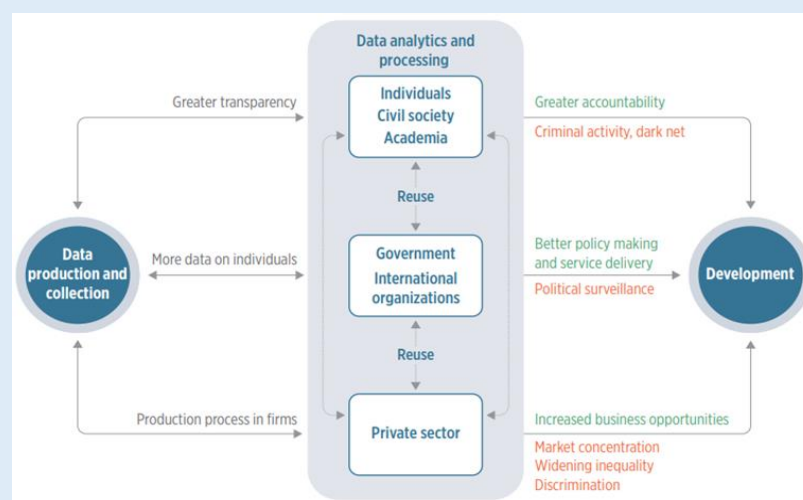 Data analytics and
processing
Individuals
Civil society
Academia
Greater transparency
Greater accountability
Criminal activity, dark net
Reuse
Data
production and
collection
More data on individuals
Government
International
organizations
Better policy making
and service delivery
Political surveillance
Development
Reuse
Production process in firms
Private sector
Increased business opportunities
Market concentration
Widening inequality
Discrimination